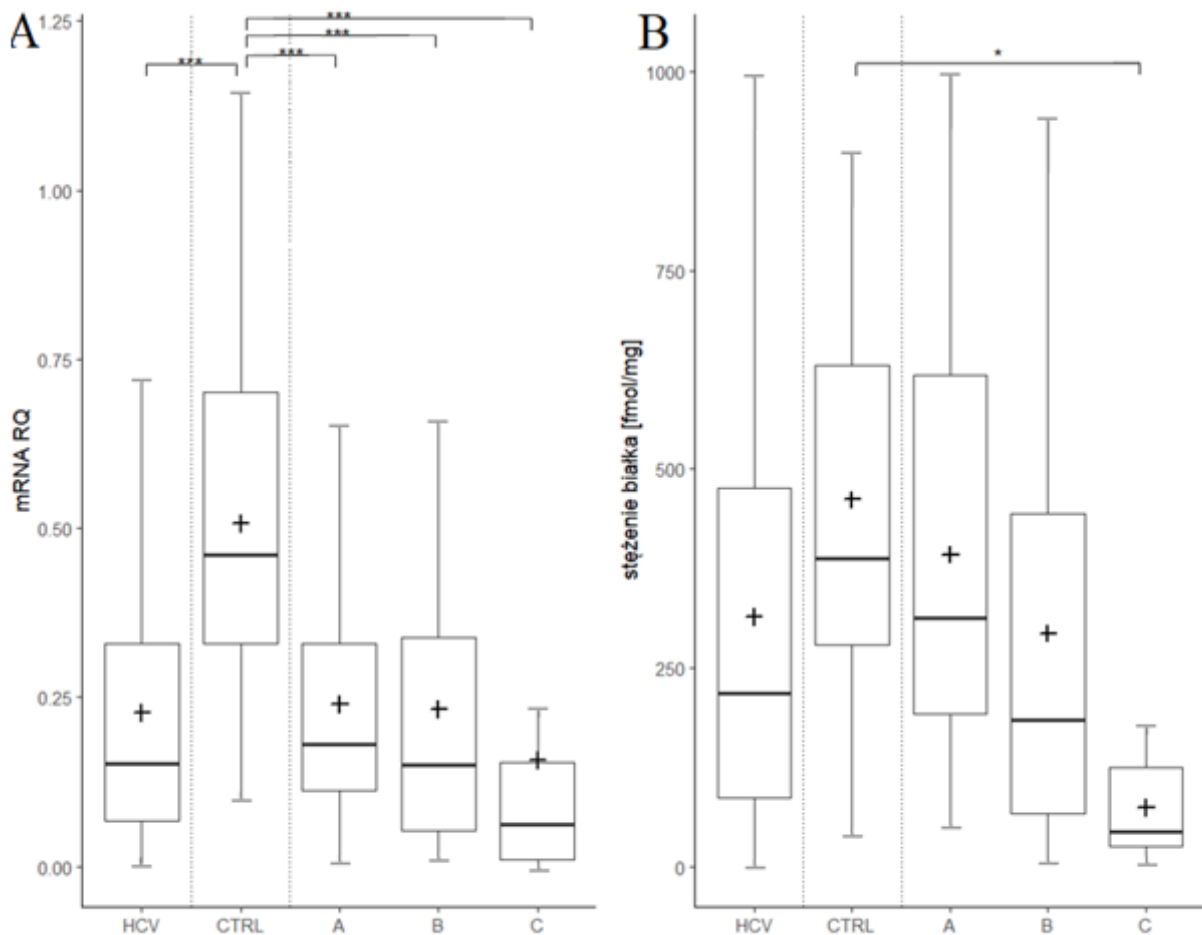 A
***
***
***
***
1.25
1.00
0.75
0.50
0.25
0.00
mRNA RQ
HCV CTRL A B C
B
*
1000
750
500
250
0
stężenie białka [fmol/mg]
HCV CTRL A B C